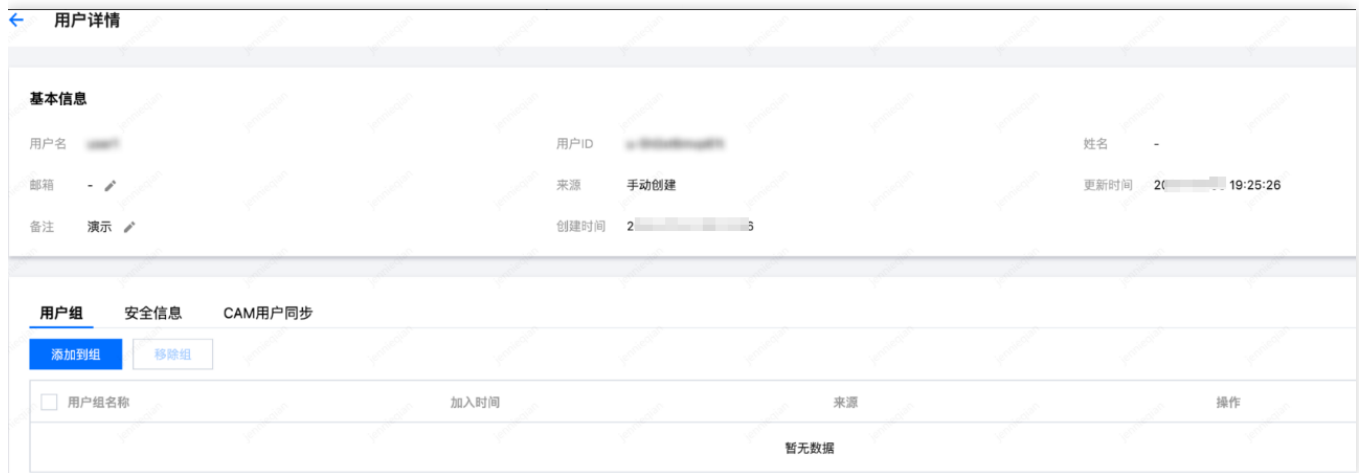 用户详情
基本信息
用户名 用户ID 姓名 -
邮箱 - 来源 手动创建 更新时间 19:25:26
备注 演示 创建时间
用户组 安全信息 CAM用户同步
添加到组 移除组
用户组名称 加入时间 来源 操作
暂无数据